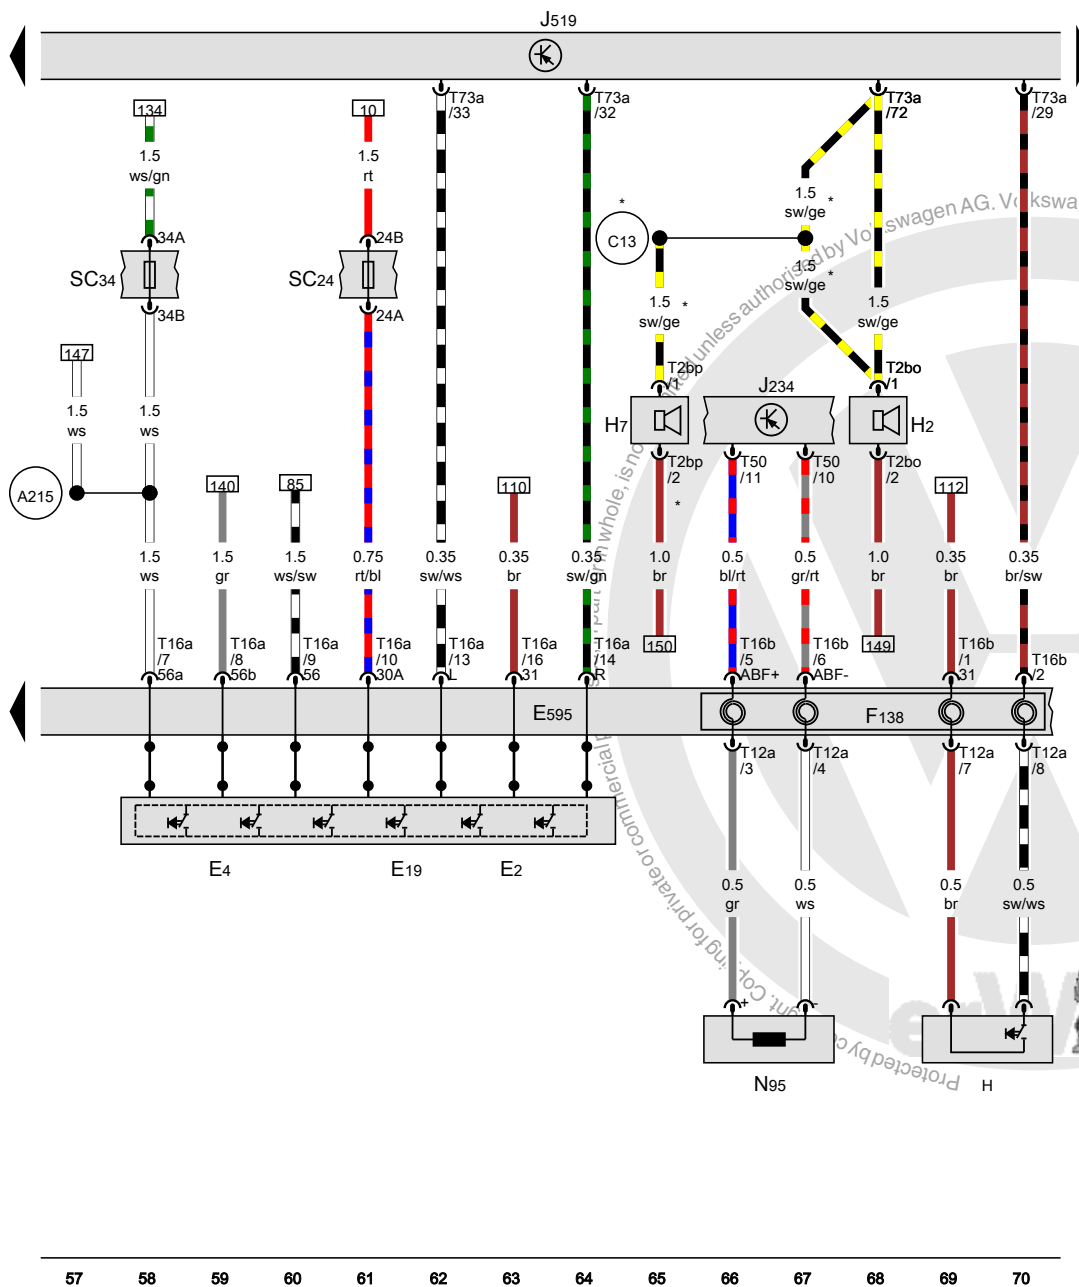 J519
T73a
/33
T73a
/32
T73a
/72
T73a
/29
134
10
1.5
ws/gn
1.5
rt
1.5
sw/ge
*
*
C13
1.5
sw/ge
*
34A
24B
SC34
SC24
34B
24A
1.5
sw/ge
*
1.5
sw/ge
147
T2bp
/1
T2bo
/1
J234
1.5
ws
1.5
ws
H7
H2
T2bp
/2
T50
/11
T50
/10
T2bo
/2
A215
140
85
110
112
*
1.5
ws
1.5
gr
1.5
ws/sw
0.75
rt/bl
0.35
sw/ws
0.35
br
0.35
sw/gn
1.0
br
0.5
bl/rt
0.5
gr/rt
1.0
br
0.35
br
0.35
br/sw
150
149
T16a
/7
56a
T16a
/8
56b
T16a
/9
56
T16a
/10
30A
T16a
/13
L
T16a
/16
31
T16a
/14
R
T16b
/5
ABF+
T16b
/6
ABF-
T16b
/1
31
T16b
/2
E595
F138
T12a
/3
T12a
/4
T12a
/7
T12a
/8
E4
E19
E2
0.5
gr
0.5
ws
0.5
br
0.5
sw/ws
+
-
N95
H
57 58 59 60 61 62 63 64 65 66 67 68 69 70